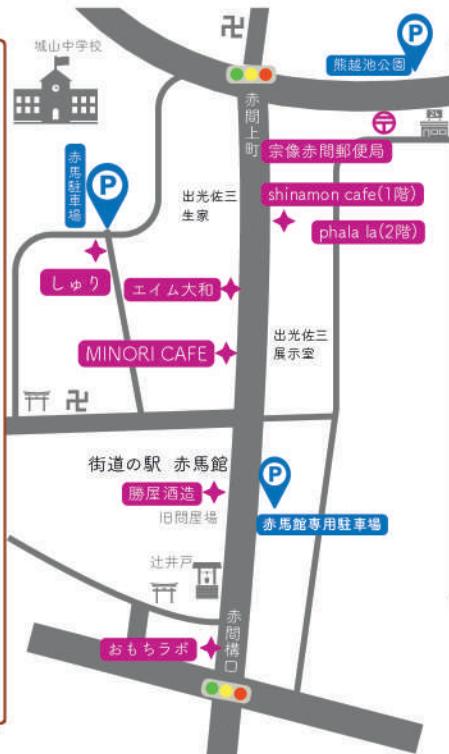 城山中学校
P
熊越池公園
赤間上町
宗像赤間郵便局
赤馬駐車場
P
出光佐三
生家
shinamon cafe(1階)
phala la(2階)
しゅり
エイム大和
MINORI CAFE
出光佐三
展示室
街道の駅 赤馬館
勝屋酒造
旧問屋場
P
赤馬館専用駐車場
辻井戸
赤間構口
おもちラボ